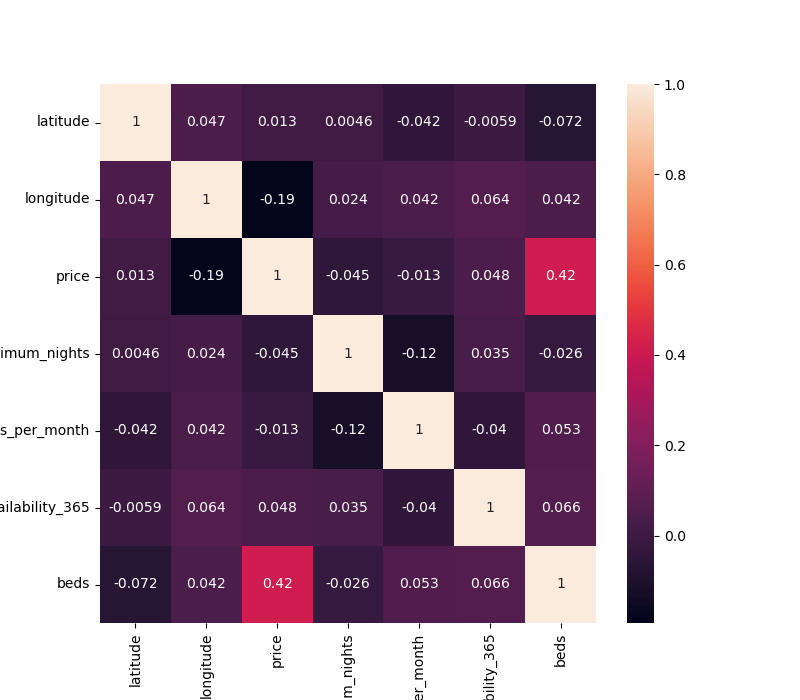 latitude 1 0.047 0.013 0.0046 -0.042 -0.0059 -0.072
longitude 0.047 1 -0.19 0.024 0.042 0.064 0.042
price 0.013 -0.19 1 -0.045 -0.013 0.048 0.42
imum_nights 0.0046 0.024 -0.045 1 -0.12 0.035 -0.026
s_per_month -0.042 0.042 -0.013 -0.12 1 -0.04 0.053
ailability_365 -0.0059 0.064 0.048 0.035 -0.04 1 0.066
beds -0.072 0.042 0.42 -0.026 0.053 0.066 1
latitude
longitude
price
m_nights
er_month
bility_365
beds
1.0
0.8
0.6
0.4
0.2
0.0